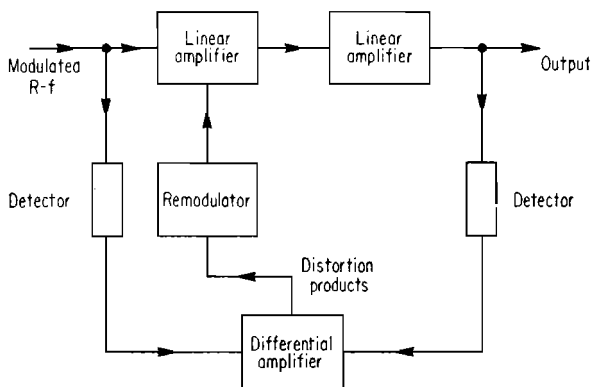 Linear
amplifier
Linear
amplifier
Modulated
R-f
Output
Detector
Remodulator
Detector
Distortion
products
Differential
amplifier